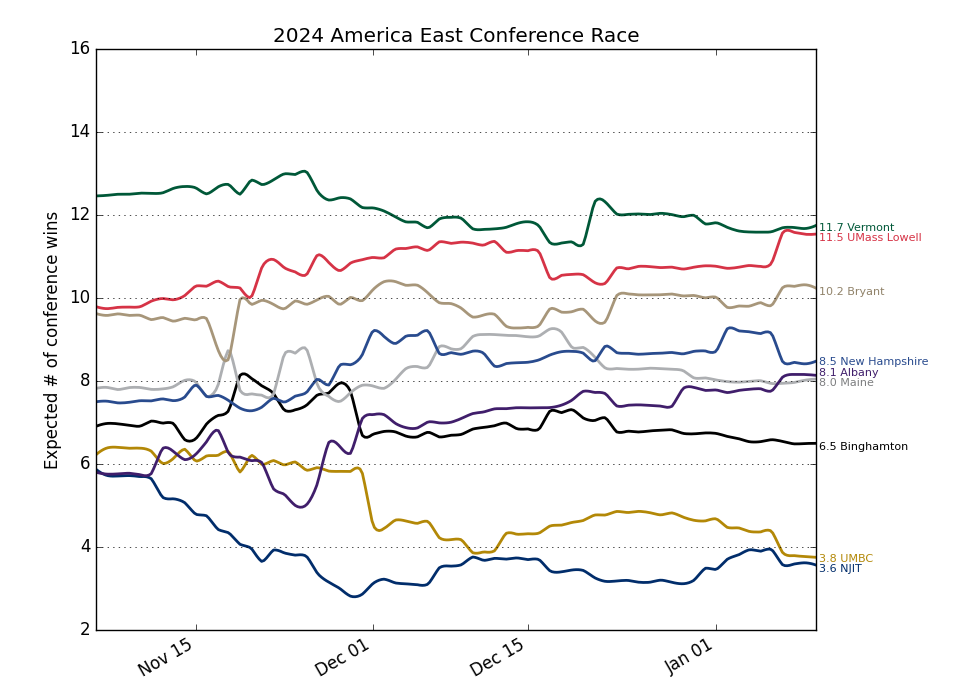 2024 America East Conference Race
Expected # of conference wins
16
14
12
10
8
6
4
2
Nov 15
Dec 01
Dec 15
Jan 01
11.7 Vermont
11.5 UMass Lowell
10.2 Bryant
8.5 New Hampshire
8.1 Albany
8.0 Maine
6.5 Binghamton
3.8 UMBC
3.6 NJIT